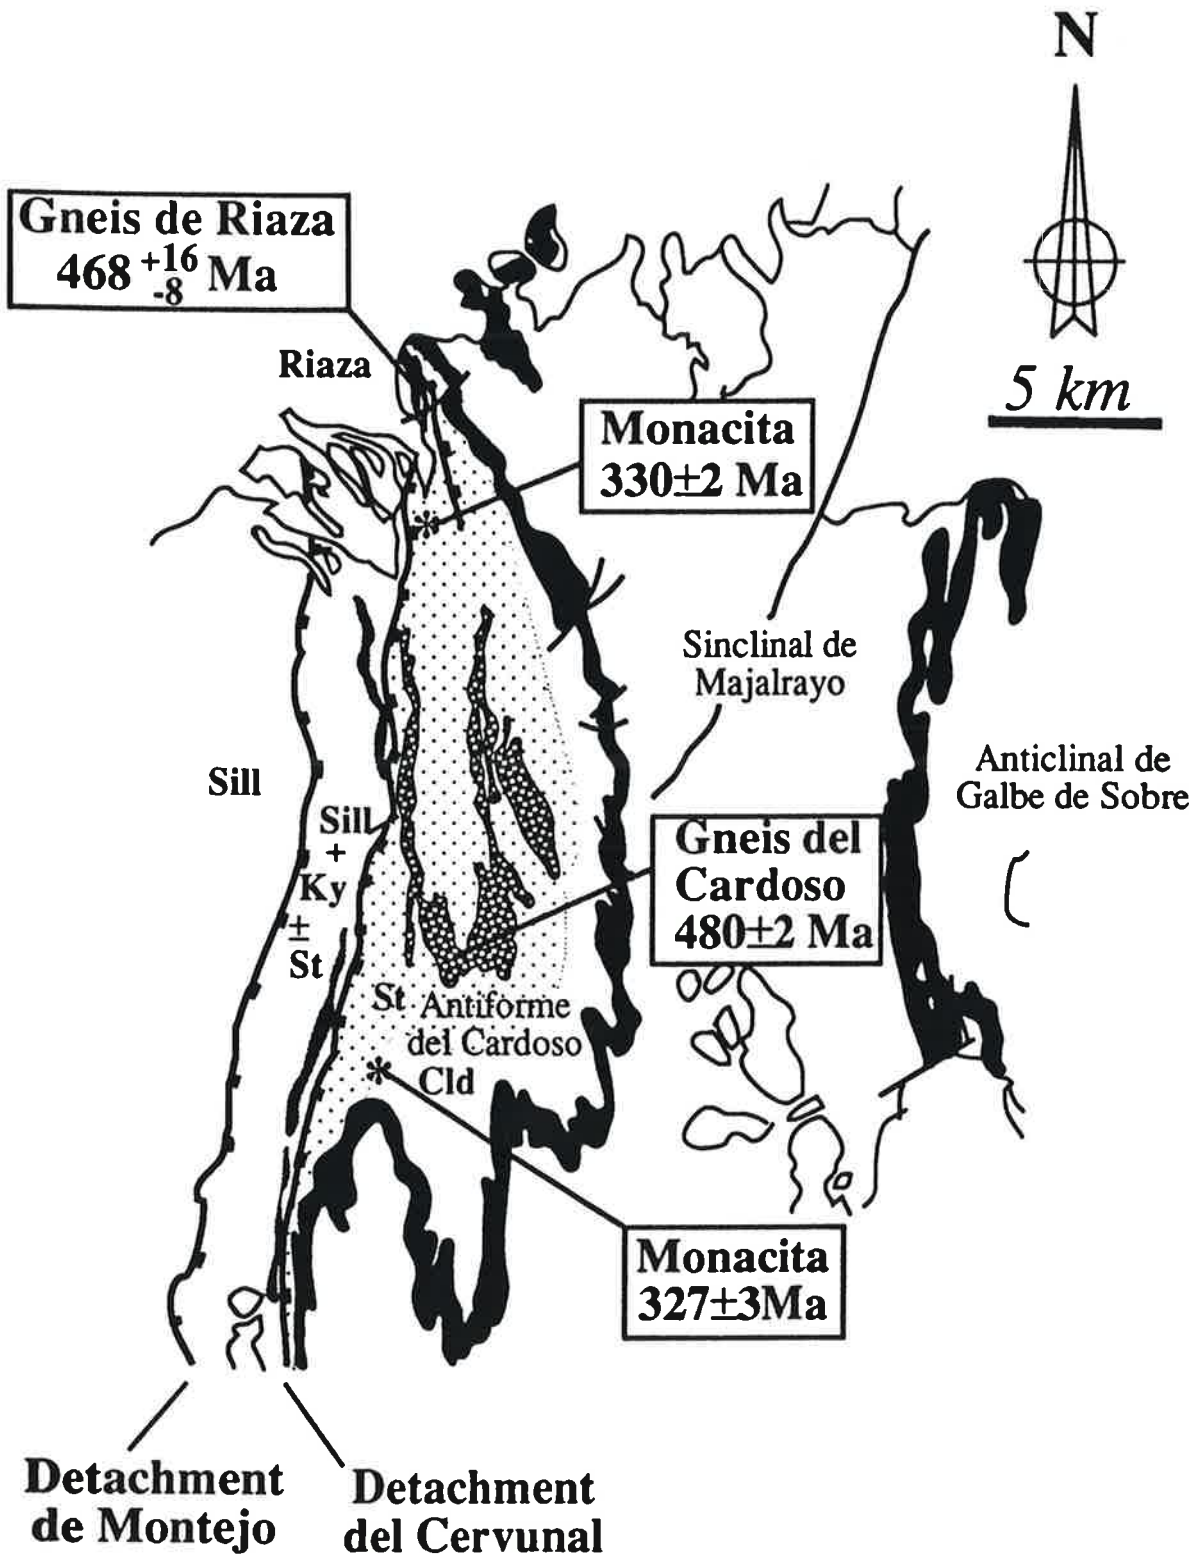 N
Gneis de Riaza
468 +16 -8 Ma
Riaza
5 km
Monacita
330±2 Ma
Sinclinal de
Majalrayo
Anticlinal de
Galbe de Sobre
Sill
Sill
+
Ky
±
St
Gneis del
Cardoso
480±2 Ma
St Antiforme
del Cardoso
Cld
Monacita
327±3Ma
Detachment
de Montejo
Detachment
del Cervunal